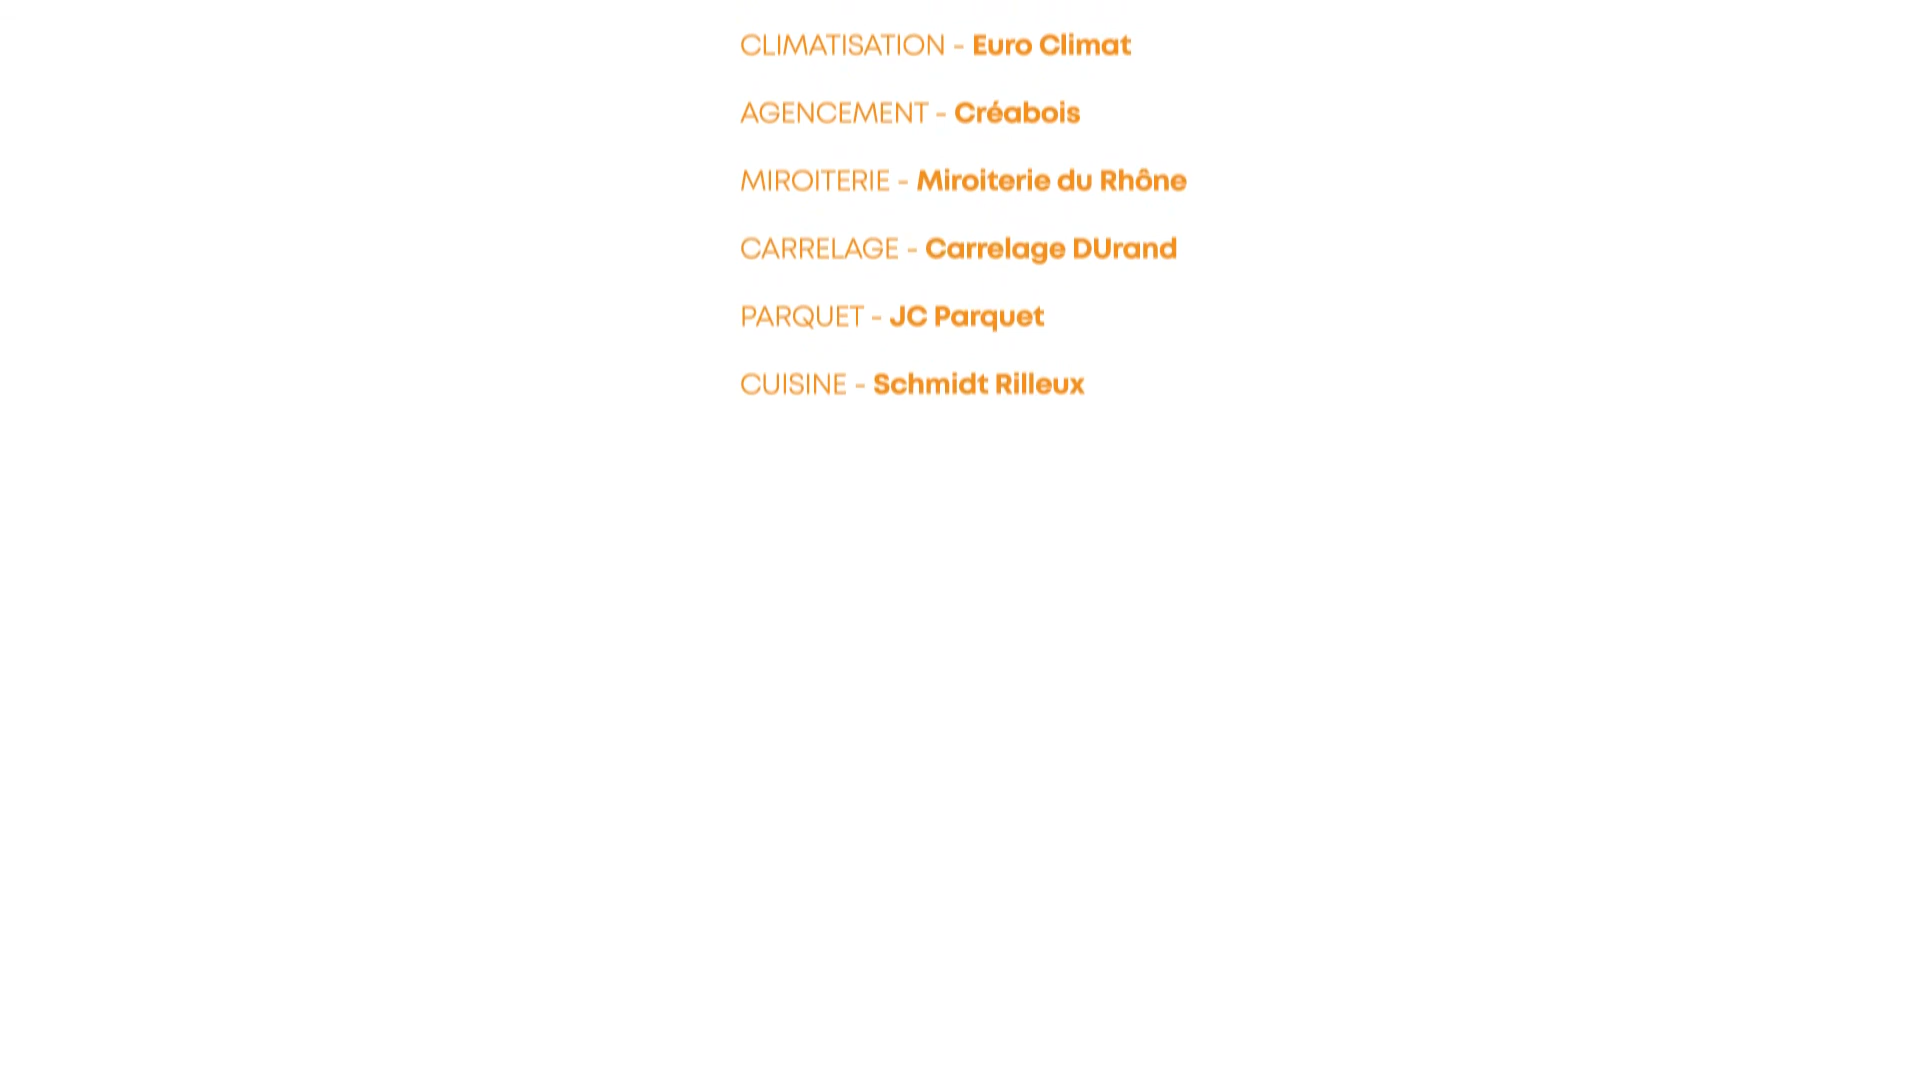 CLIMATISATION - Euro Climat
AGENCEMENT - Créabois
MIROITERIE - Miroiterie du Rhône
CARRELAGE - Carrelage DUrand
PARQUET - JC Parquet
CUISINE - Schmidt Rilleux